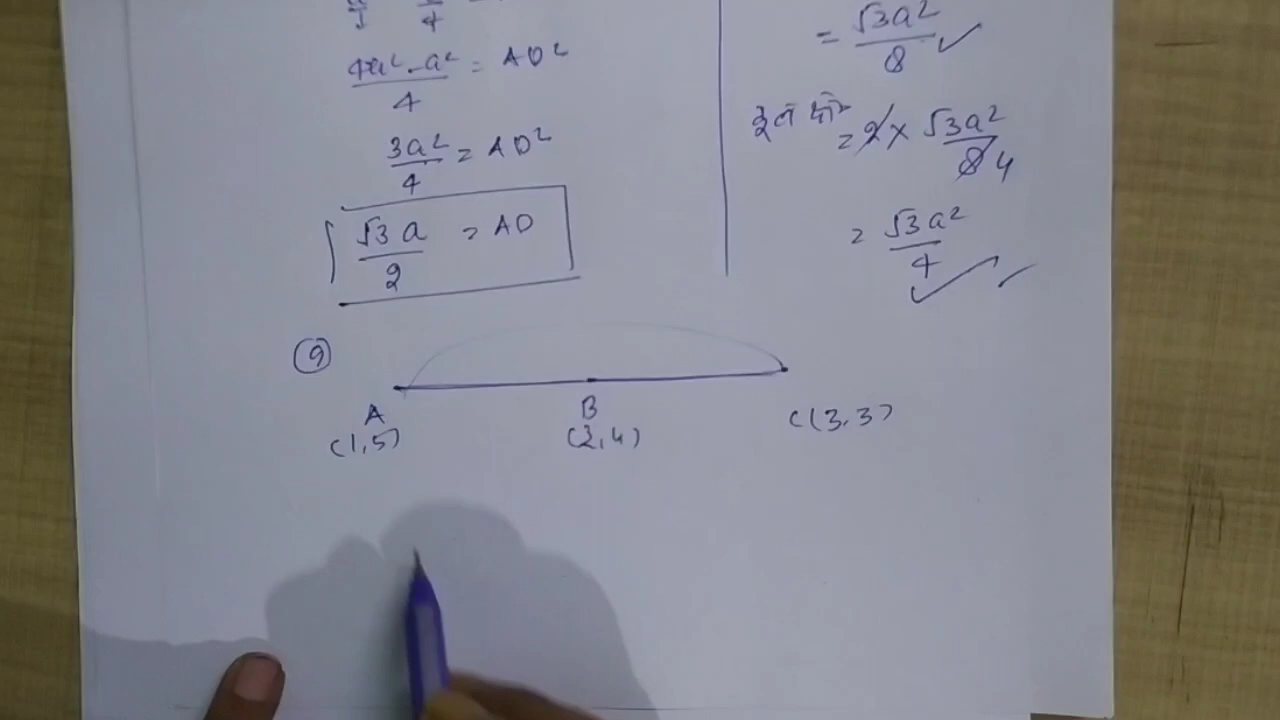 4a² - a² / 4 = AD²
3a² / 4 = AD²
√3 a / 2 = AD
= √3a² / 8
= 2 × √3a² / 8 4
= √3a² / 4
9
A B C(3,3)
(1,5) (2,4)